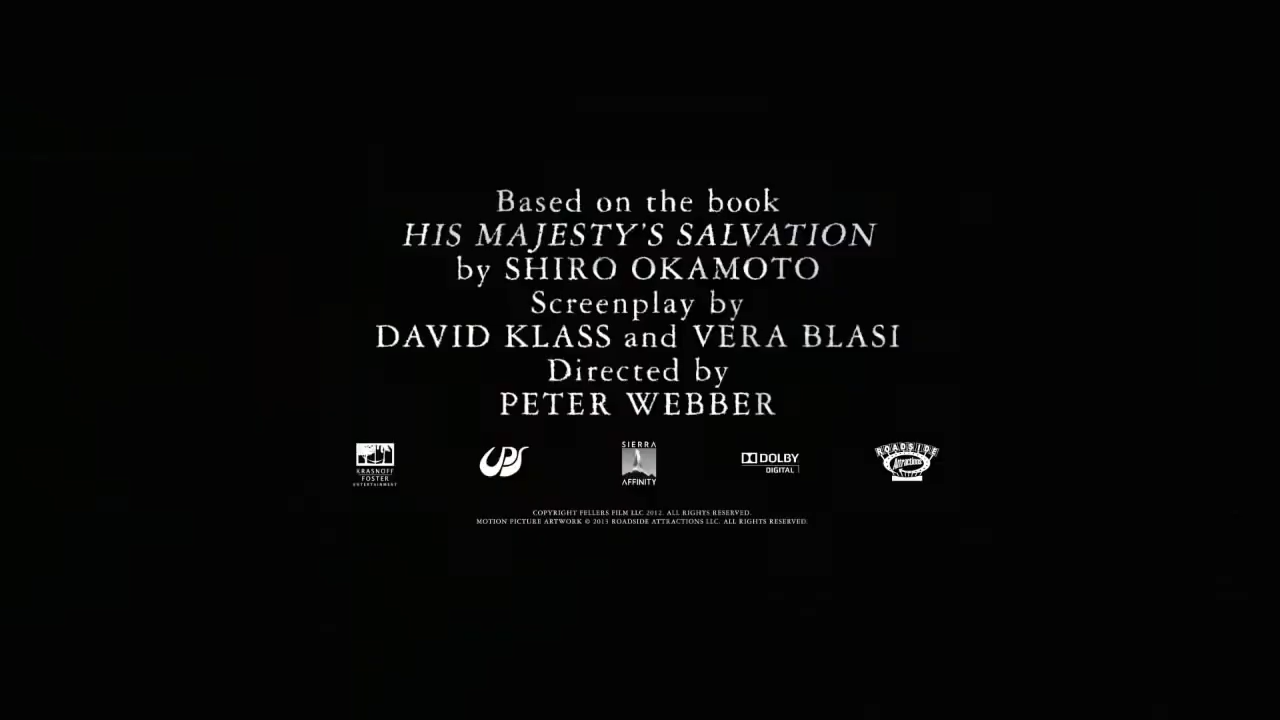 Based on the book
HIS MAJESTY'S SALVATION
by SHIRO OKAMOTO
Screenplay by
DAVID KLASS and VERA BLASI
Directed by
PETER WEBBER
KRASNOFF
FOSTER
ENTERTAINMENT
SIERRA
AFFINITY
DOLBY
DIGITAL
ROADSIDE
Attractions
COPYRIGHT FELLERS FILM LLC 2012. ALL RIGHTS RESERVED.
MOTION PICTURE ARTWORK © 2013 ROADSIDE ATTRACTIONS LLC. ALL RIGHTS RESERVED.